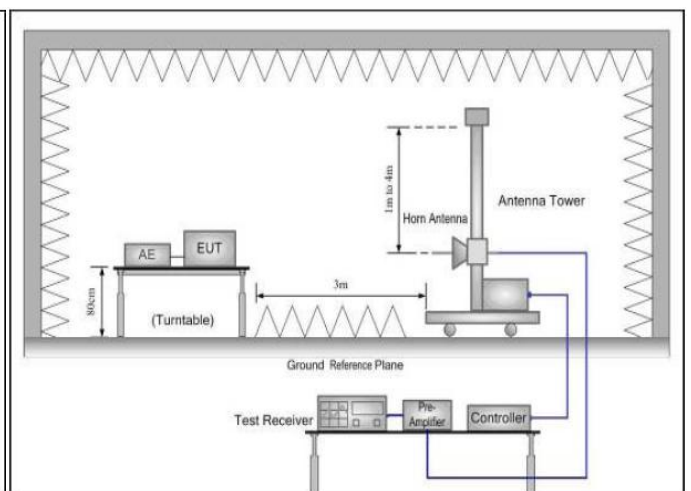 1m to 4m
Horn Antenna
Antenna Tower
AE
EUT
80cm
(Turntable)
3m
Ground Reference Plane
Test Receiver
Pre-
Amplifier
Controller